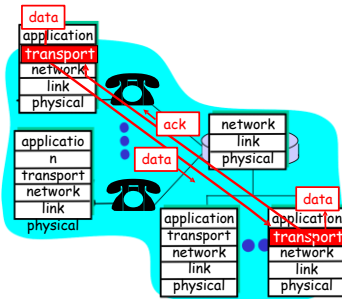 data
application
transport
network
link
physical
ack
network
link
physical
applicatio
n
transport
network
link
physical
data
data
application
transport
network
link
physical
application
transport
network
link
physical